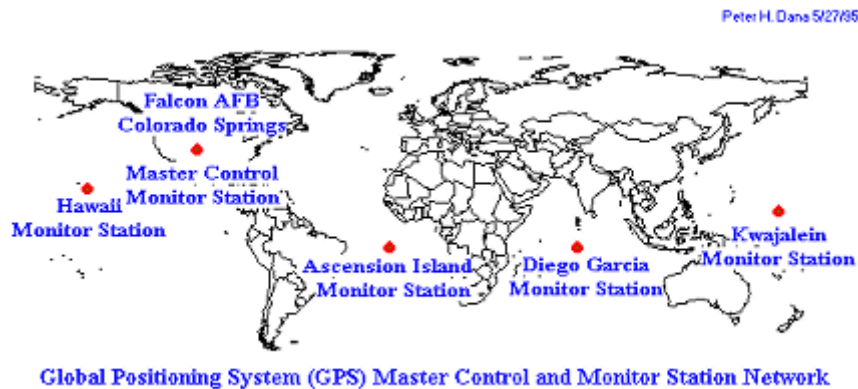 Peter H. Dana 5/27/95
Falcon AFB
Colorado Springs
Master Control
Monitor Station
Hawaii
Monitor Station
Ascension Island
Monitor Station
Diego Garcia
Monitor Station
Kwajalein
Monitor Station
Global Positioning System (GPS) Master Control and Monitor Station Network